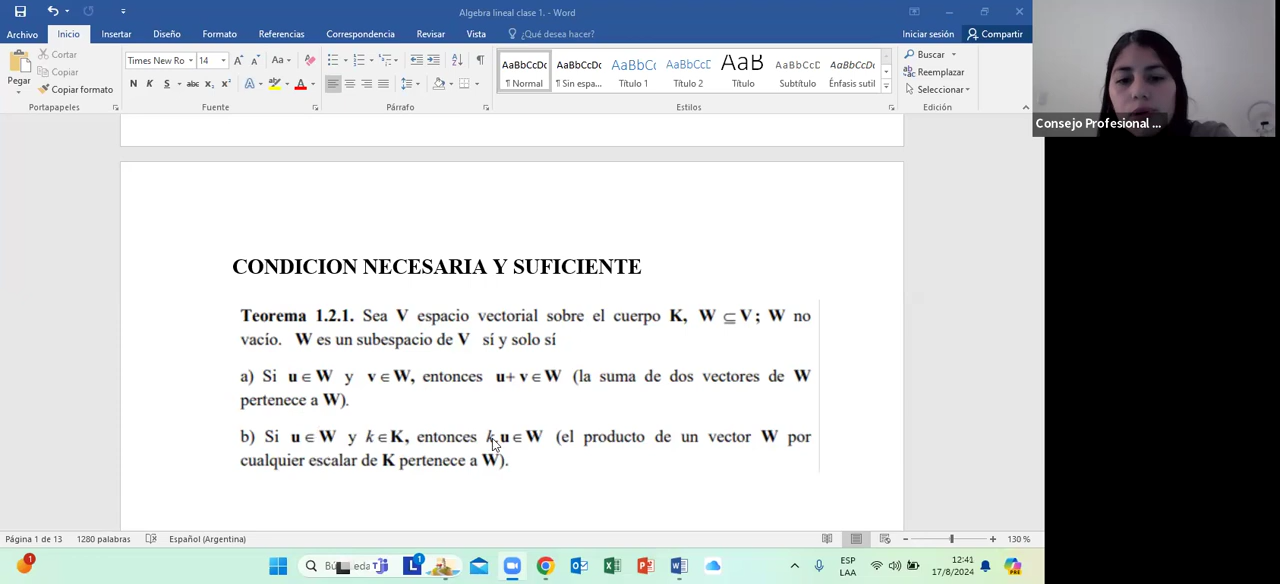 Algebra lineal clase 1. - Word
Iniciar sesión Compartir
Archivo Inicio Insertar Diseño Formato Referencias Correspondencia Revisar Vista ¿Qué desea hacer?
Pegar
Cortar
Copiar
Copiar formato
Portapapeles
Times New Ro 14
N K S abc x₂ x²
Fuente
Párrafo
AaBbCcDc AaBbCcDc AaBbCc AaBbCcD AaB AaBbCcD AaBbCcDc
¶ Normal ¶ Sin espa... Título 1 Título 2 Título Subtítulo Énfasis sutil
Estilos
Buscar
Reemplazar
Seleccionar
Edición
Consejo Profesional ...
CONDICION NECESARIA Y SUFICIENTE
Teorema 1.2.1. Sea V espacio vectorial sobre el cuerpo K, W ⊆ V; W no
vacío. W es un subespacio de V sí y solo sí
a) Si u ∈ W y v ∈ W, entonces u+ v ∈ W (la suma de dos vectores de W
pertenece a W).
b) Si u ∈ W y k ∈ K, entonces k u ∈ W (el producto de un vector W por
cualquier escalar de K pertenece a W).
Página 1 de 13 1280 palabras Español (Argentina) 130 %
ESP
LAA
12:41
17/8/2024